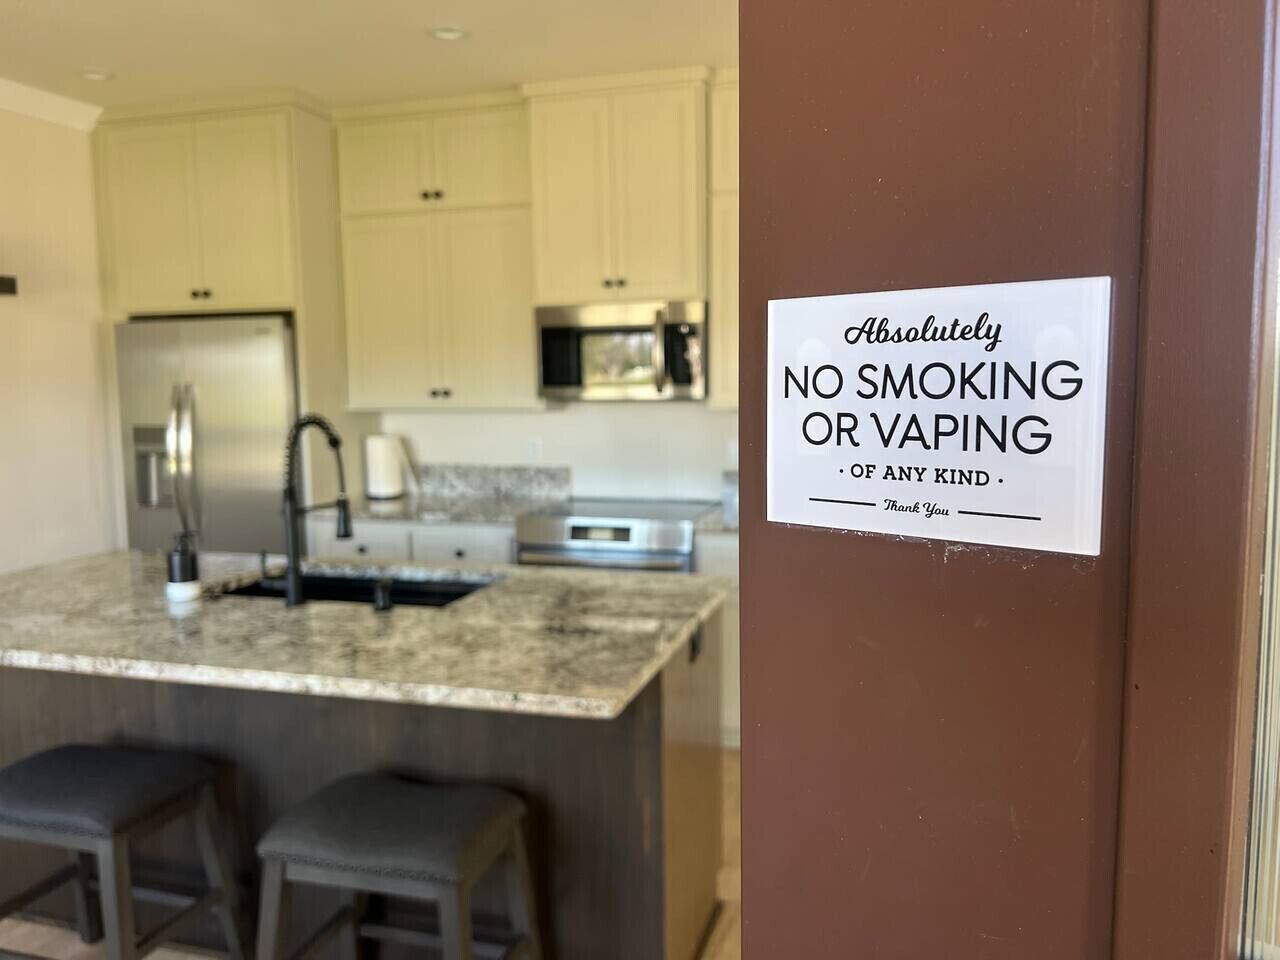 Absolutely
NO SMOKING
OR VAPING
· OF ANY KIND ·
Thank You